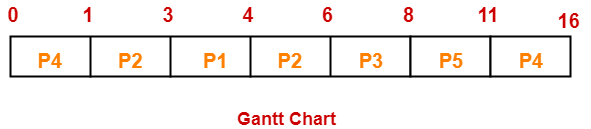 0 1 3 4 6 8 11 16
P4 P2 P1 P2 P3 P5 P4
Gantt Chart